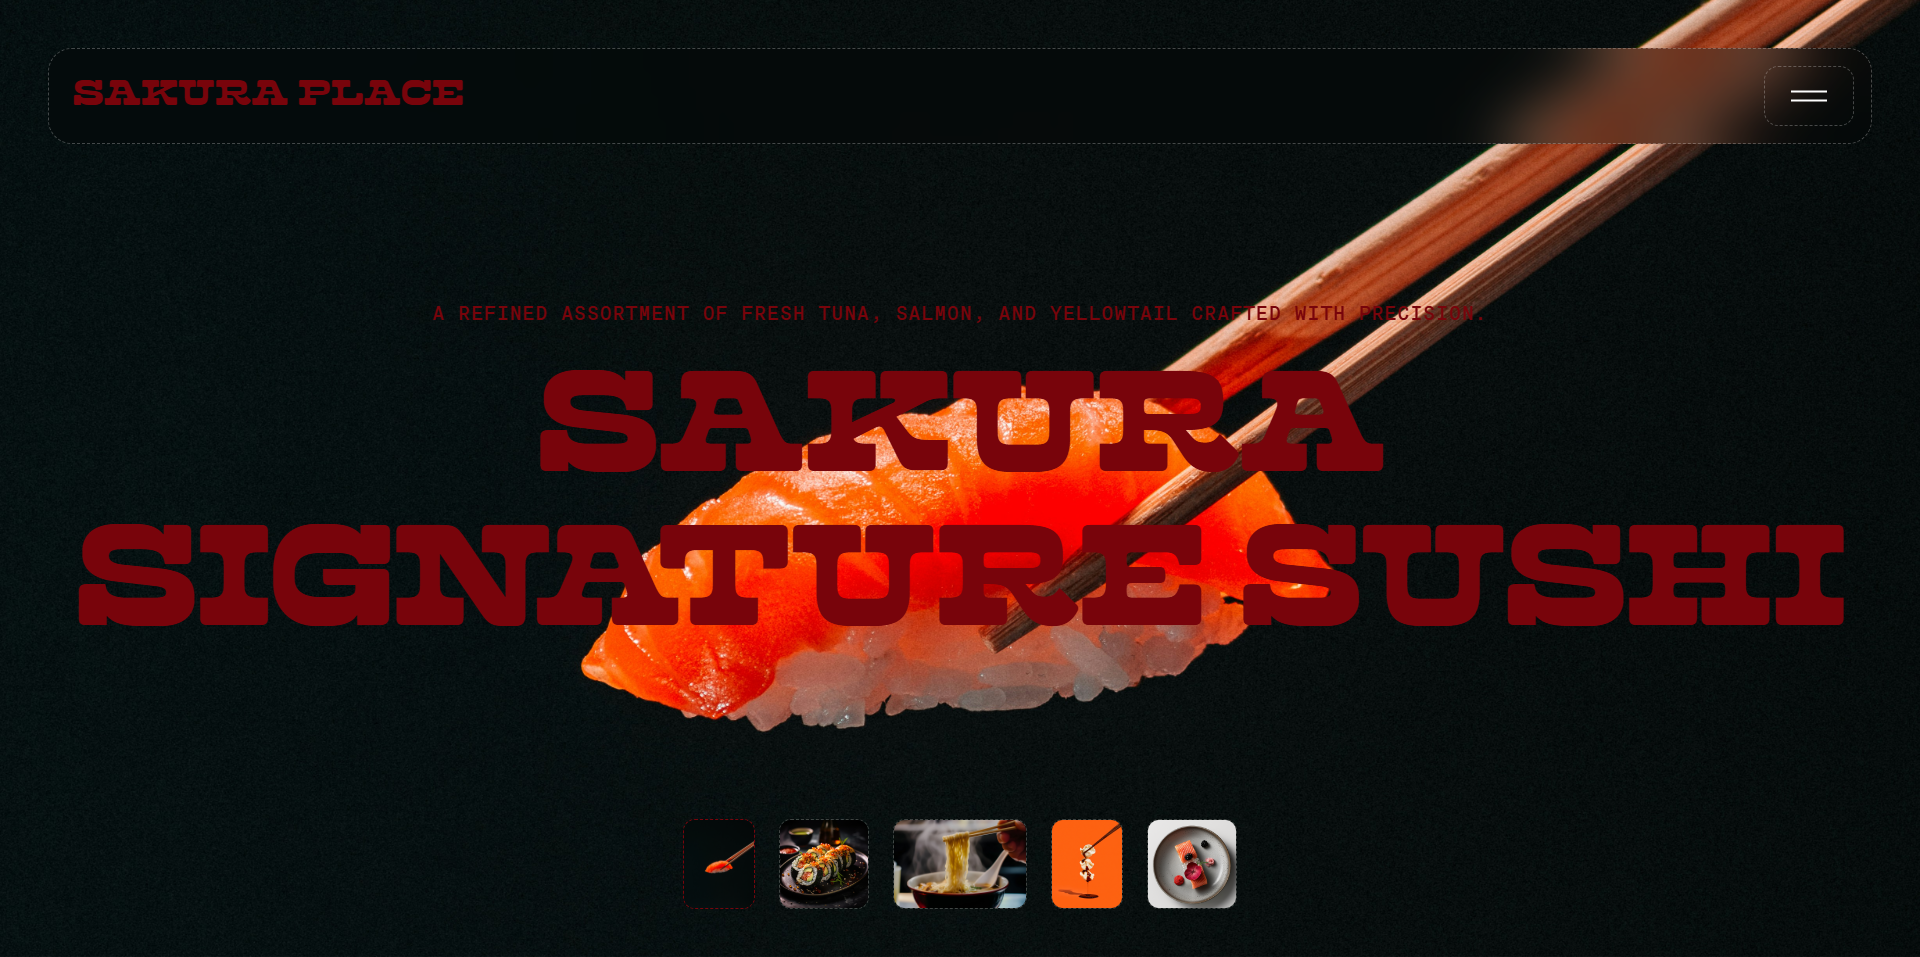 SAKURA PLACE
A REFINED ASSORTMENT OF FRESH TUNA, SALMON, AND YELLOWTAIL CRAFTED WITH PRECISION.
SAKURA
SIGNATURE SUSHI